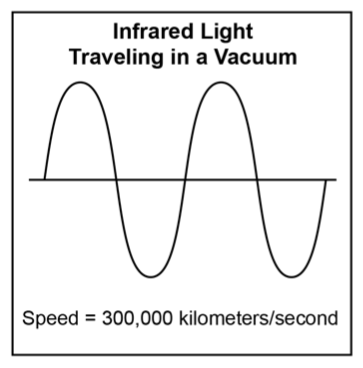 Infrared Light
Traveling in a Vacuum
Speed = 300,000 kilometers/second